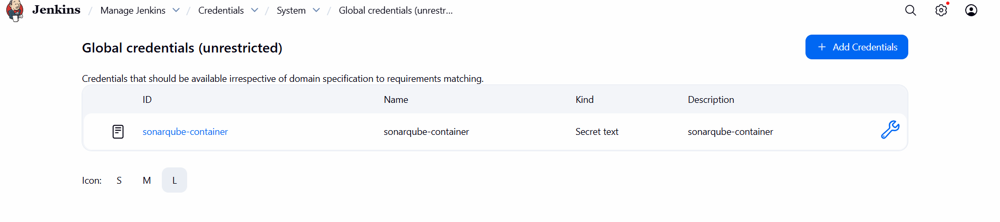 Jenkins / Manage Jenkins / Credentials / System / Global credentials (unrestr...
Global credentials (unrestricted)
+ Add Credentials
Credentials that should be available irrespective of domain specification to requirements matching.
ID Name Kind Description
sonarqube-container sonarqube-container Secret text sonarqube-container
Icon: S M L